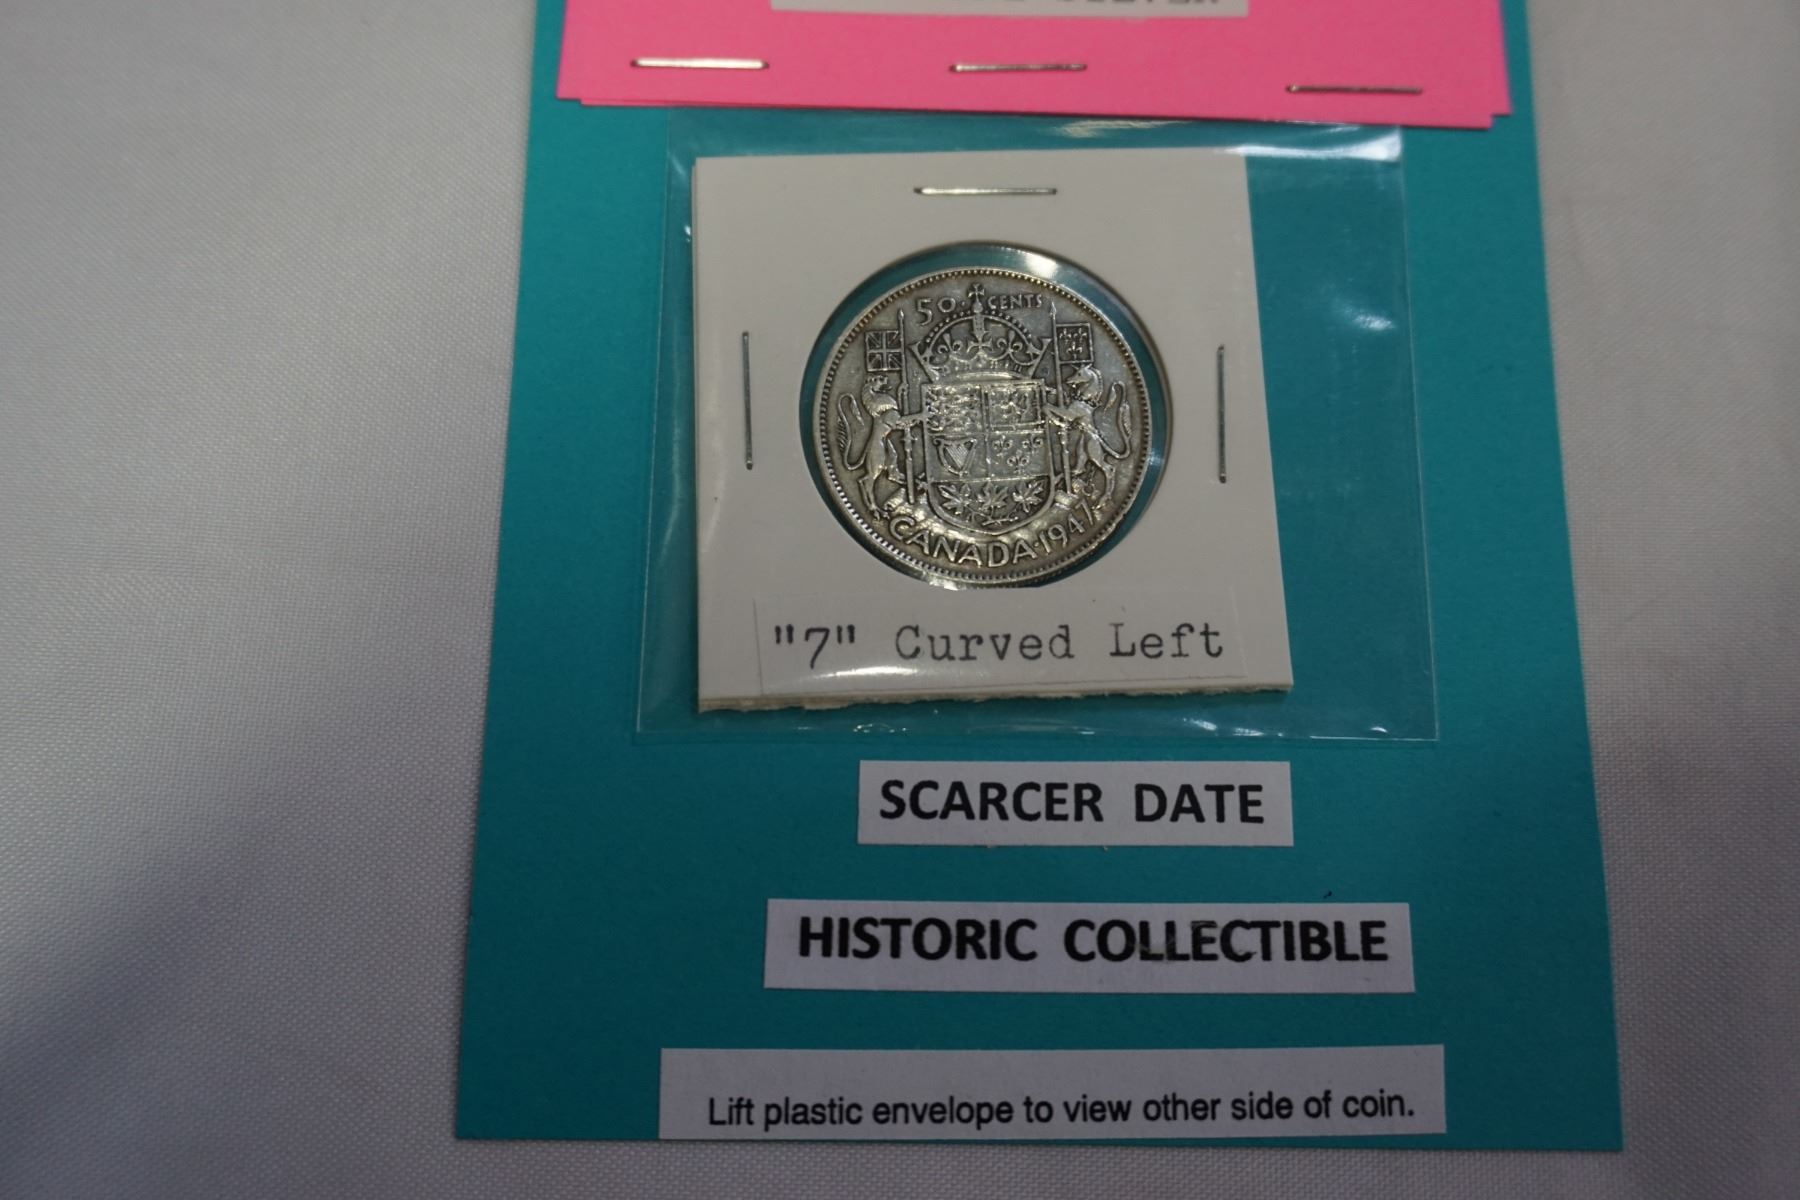 50 CENTS
CANADA·1947
"7" Curved Left
SCARCER DATE
HISTORIC COLLECTIBLE
Lift plastic envelope to view other side of coin.